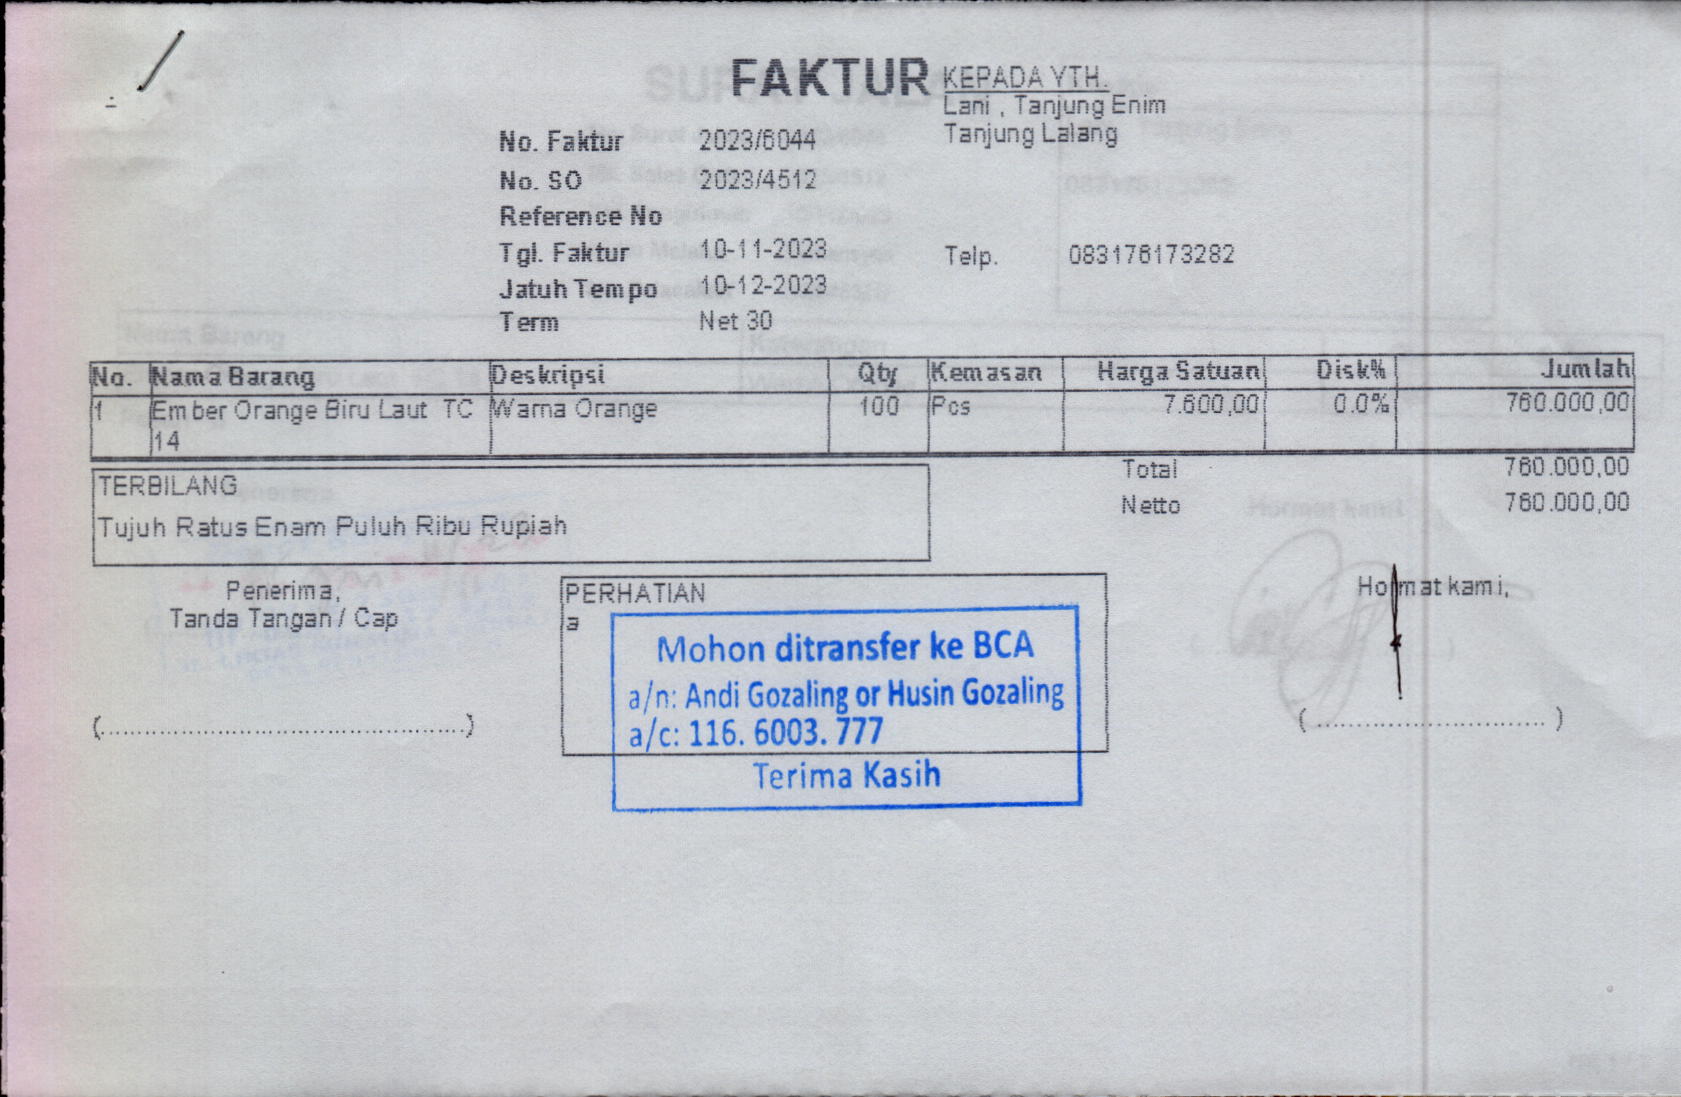 FAKTUR
KEPADA YTH.
Lani , Tanjung Enim
Tanjung Lalang
No. Faktur 2023/6044
No. SO 2023/4512
Reference No
Tgl. Faktur 10-11-2023
Telp. 083178173282
Jatuh Tempo 10-12-2023
Term Net 30
No. Nama Barang Deskripsi Qty Kemasan Harga Satuan Disk% Jumlah
1 Ember Orange Biru Laut TC Warna Orange 100 Pcs 7.600,00 0.0% 760.000,00
14
Total 760.000,00
TERBILANG
Netto 760.000,00
Tujuh Ratus Enam Puluh Ribu Rupiah
Penerima,
Tanda Tangan / Cap
PERHATIAN
a
Mohon ditransfer ke BCA
a/n: Andi Gozaling or Husin Gozaling
a/c: 116. 6003. 777
Terima Kasih
Hormat kami,
(..............................................)
( ............................. )